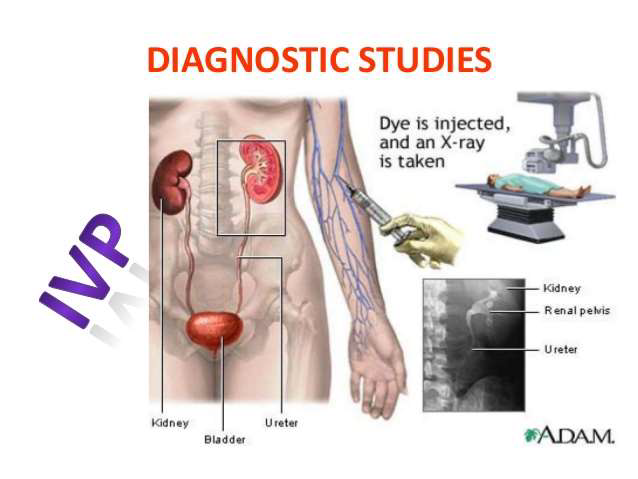 DIAGNOSTIC STUDIES
Dye is injected,
and an X-ray
is taken
IVP
Kidney
Renal pelvis
Ureter
Kidney
Ureter
Bladder
ADAM.